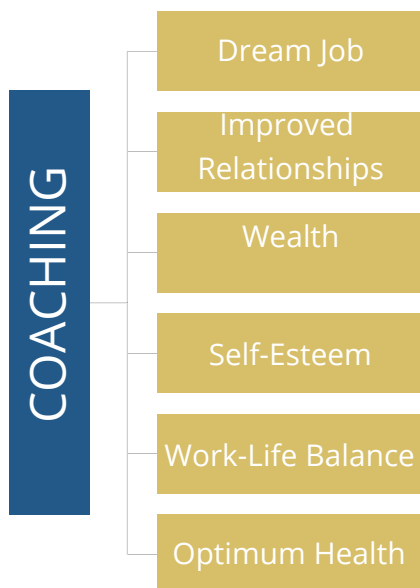 COACHING
Dream Job
Improved
Relationships
Wealth
Self-Esteem
Work-Life Balance
Optimum Health